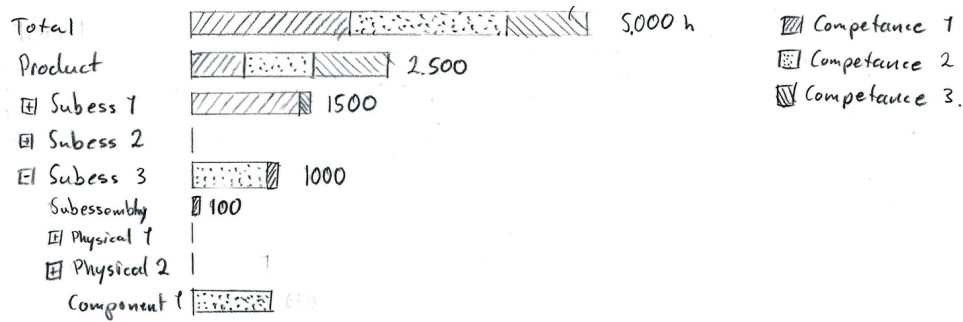 Total 5,000 h
Competance 1
Product 2.500
Competance 2
⊞ Subess 1 1500
Competance 3.
⊞ Subess 2
⊟ Subess 3 1000
Subessembly 100
⊞ Physical 1
⊞ Physical 2
Component 1